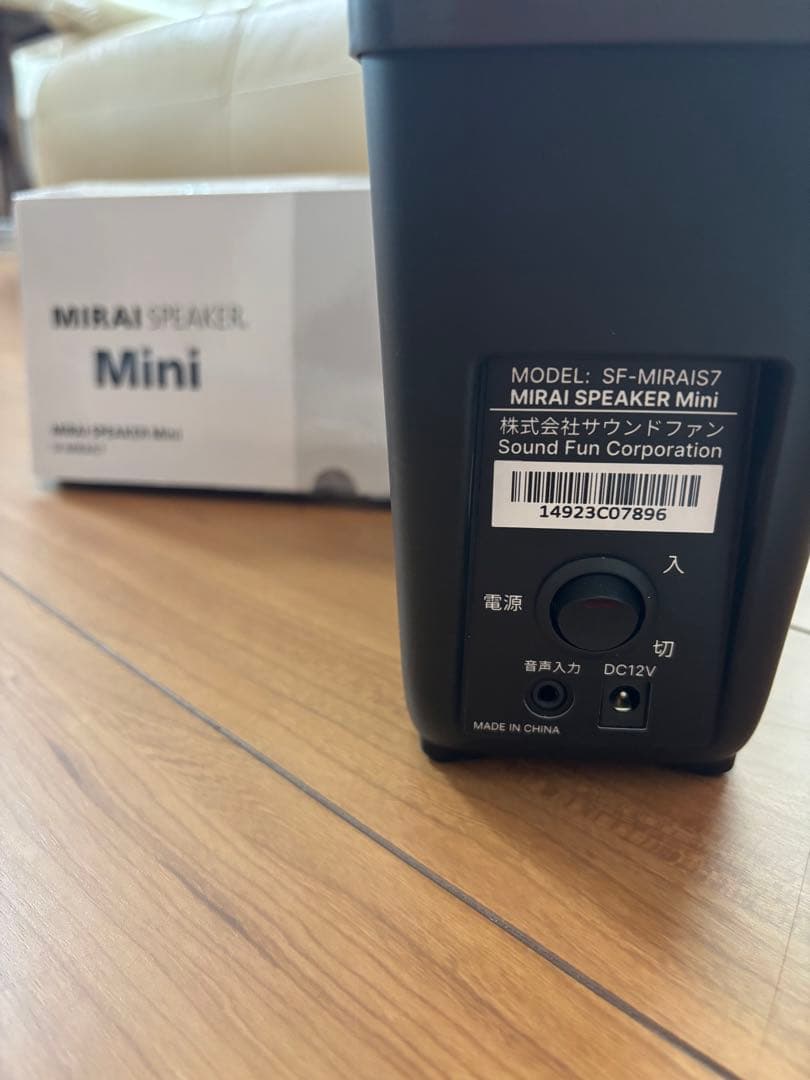 MIRAI SPEAKER
Mini
MIRAI SPEAKER Mini
MODEL: SF-MIRAIS7
MIRAI SPEAKER Mini
株式会社サウンドファン
Sound Fun Corporation
14923C07896
入
電源
切
音声入力 DC12V
MADE IN CHINA